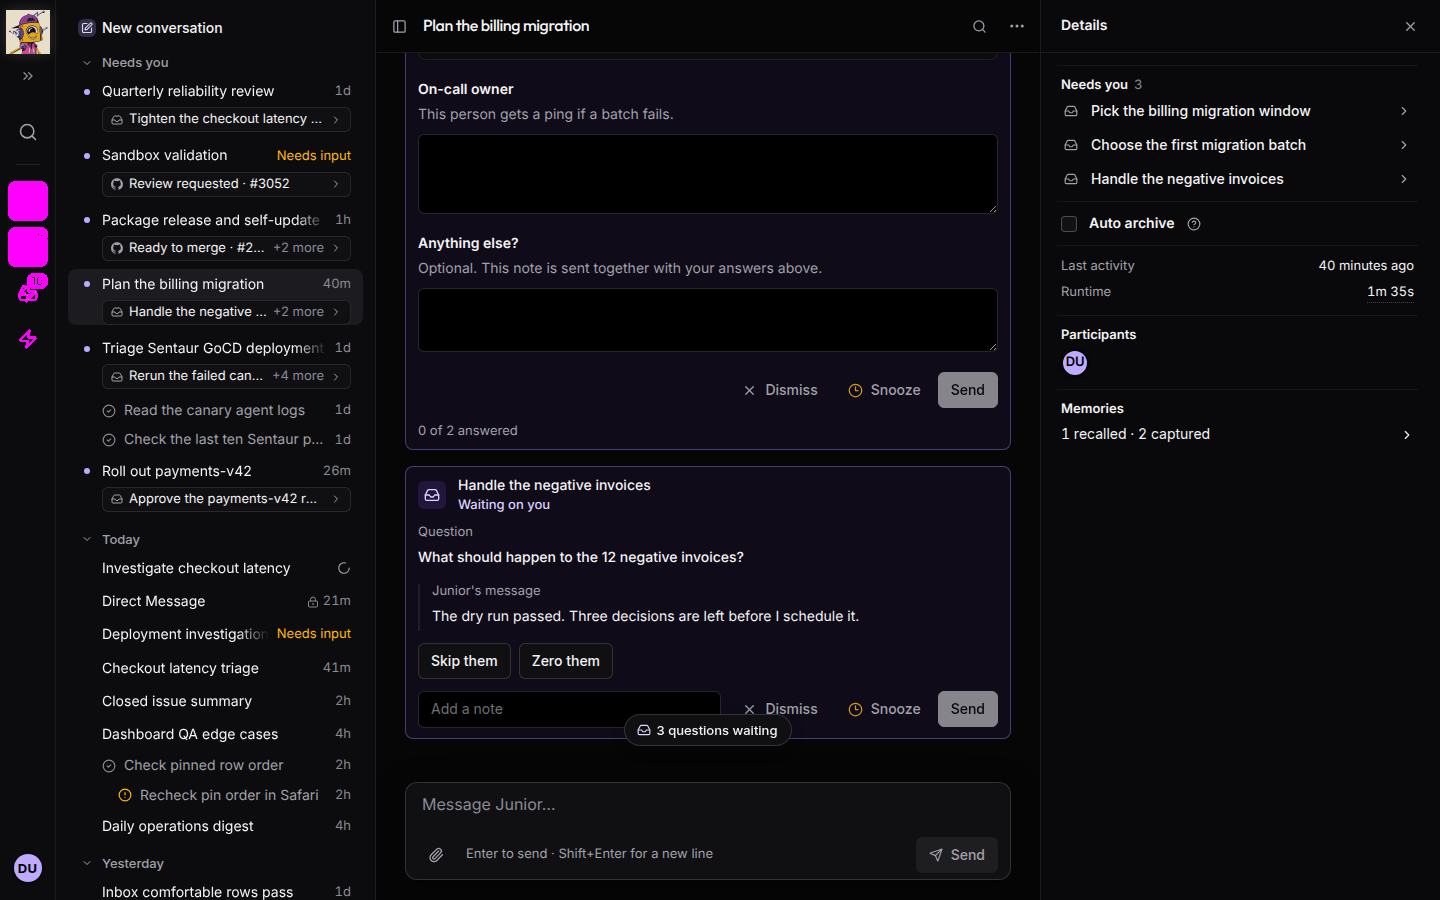 New conversation
Needs you
Quarterly reliability review 1d
Tighten the checkout latency ...
Sandbox validation Needs input
Review requested · #3052
Package release and self-update 1h
Ready to merge · #2... +2 more
Plan the billing migration 40m
Handle the negative ... +2 more
Triage Sentaur GoCD deployment 1d
Rerun the failed can... +4 more
Read the canary agent logs 1d
Check the last ten Sentaur p... 1d
Roll out payments-v42 26m
Approve the payments-v42 r...
Today
Investigate checkout latency
Direct Message 21m
Deployment investigation Needs input
Checkout latency triage 41m
Closed issue summary 2h
Dashboard QA edge cases 4h
Check pinned row order 2h
Recheck pin order in Safari 2h
Daily operations digest 4h
Yesterday
Inbox comfortable rows pass 1d
DU
Plan the billing migration
On-call owner
This person gets a ping if a batch fails.
Anything else?
Optional. This note is sent together with your answers above.
Dismiss Snooze Send
0 of 2 answered
Handle the negative invoices
Waiting on you
Question
What should happen to the 12 negative invoices?
Junior's message
The dry run passed. Three decisions are left before I schedule it.
Skip them Zero them
Add a note Dismiss Snooze Send
3 questions waiting
Message Junior...
Enter to send · Shift+Enter for a new line Send
Details
Needs you 3
Pick the billing migration window
Choose the first migration batch
Handle the negative invoices
Auto archive
Last activity 40 minutes ago
Runtime 1m 35s
Participants
DU
Memories
1 recalled · 2 captured